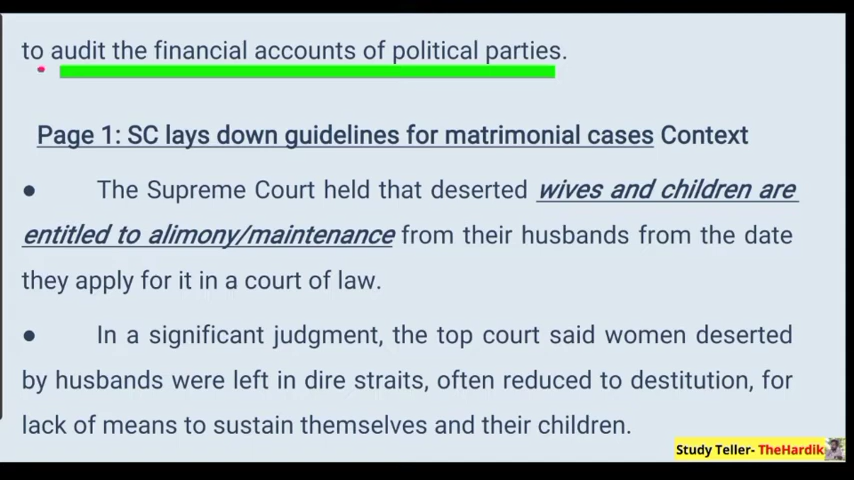 to audit the financial accounts of political parties.
Page 1: SC lays down guidelines for matrimonial cases Context
● The Supreme Court held that deserted wives and children are
entitled to alimony/maintenance from their husbands from the date
they apply for it in a court of law.
● In a significant judgment, the top court said women deserted
by husbands were left in dire straits, often reduced to destitution, for
lack of means to sustain themselves and their children.
Study Teller- TheHardik